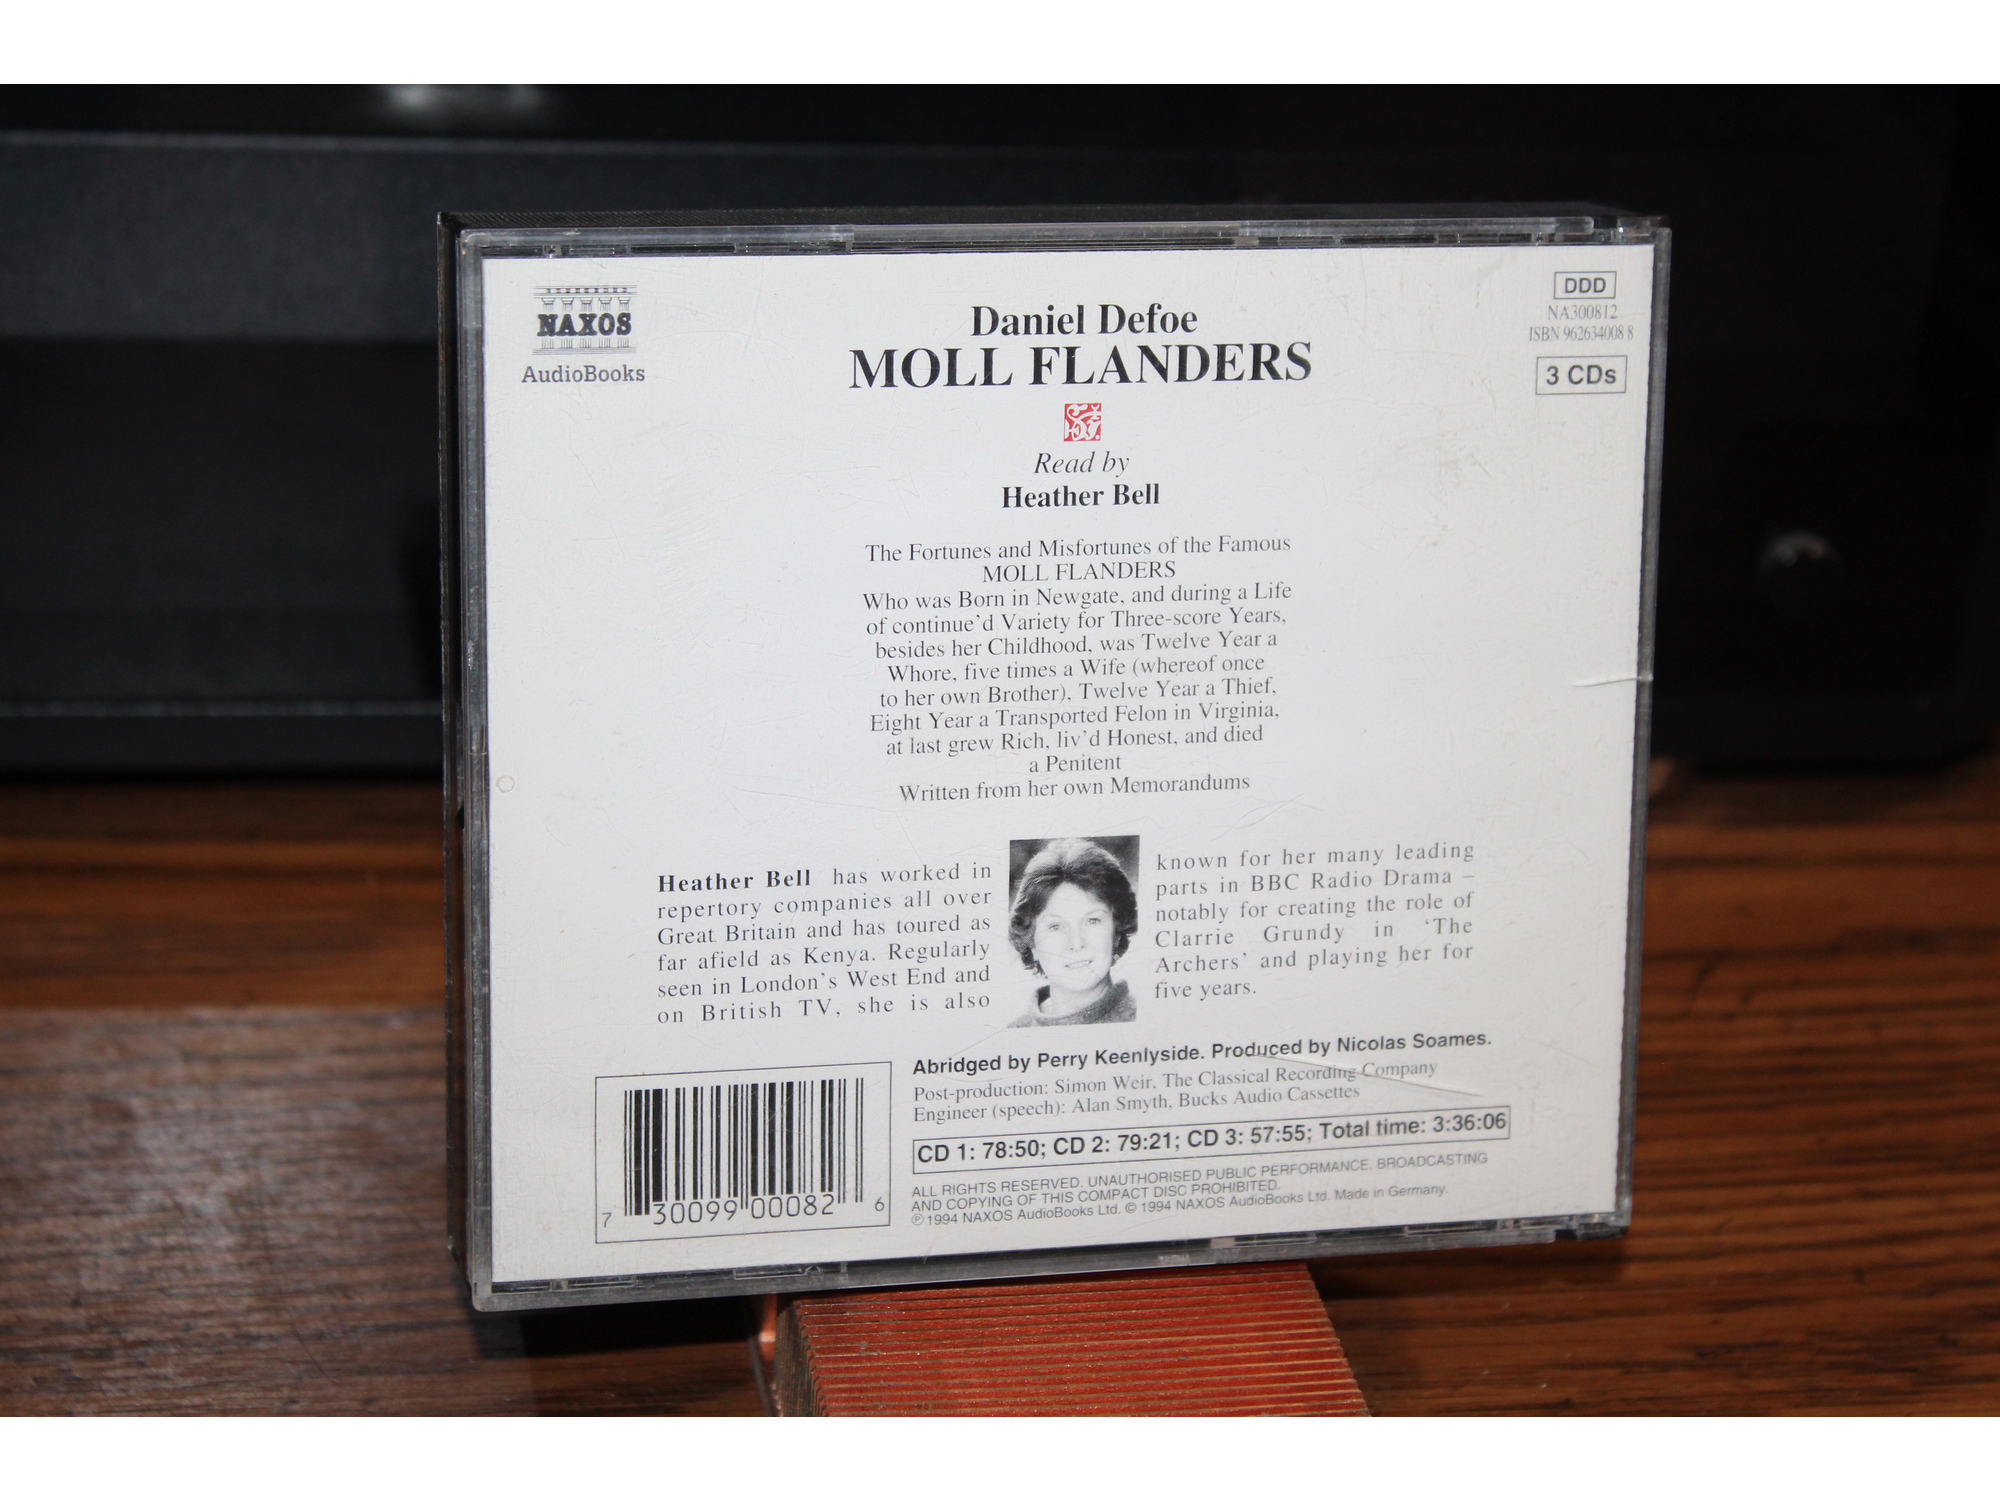 NAXOS
AudioBooks
Daniel Defoe
MOLL FLANDERS
DDD
NA300812
ISBN 962634008 8
3 CDs
Read by
Heather Bell
The Fortunes and Misfortunes of the Famous
MOLL FLANDERS
Who was Born in Newgate, and during a Life
of continue'd Variety for Three-score Years,
besides her Childhood, was Twelve Year a
Whore, five times a Wife (whereof once
to her own Brother), Twelve Year a Thief,
Eight Year a Transported Felon in Virginia,
at last grew Rich, liv'd Honest, and died
a Penitent
Written from her own Memorandums
Heather Bell has worked in
repertory companies all over
Great Britain and has toured as
far afield as Kenya. Regularly
seen in London's West End and
on British TV, she is also
known for her many leading
parts in BBC Radio Drama –
notably for creating the role of
Clarrie Grundy in 'The
Archers' and playing her for
five years.
Abridged by Perry Keenlyside. Produced by Nicolas Soames.
Post-production: Simon Weir, The Classical Recording Company
Engineer (speech): Alan Smyth, Bucks Audio Cassettes
CD 1: 78:50; CD 2: 79:21; CD 3: 57:55; Total time: 3:36:06
ALL RIGHTS RESERVED. UNAUTHORISED PUBLIC PERFORMANCE, BROADCASTING
AND COPYING OF THIS COMPACT DISC PROHIBITED.
℗ 1994 NAXOS AudioBooks Ltd. © 1994 NAXOS AudioBooks Ltd. Made in Germany.
7 30099 00082 6